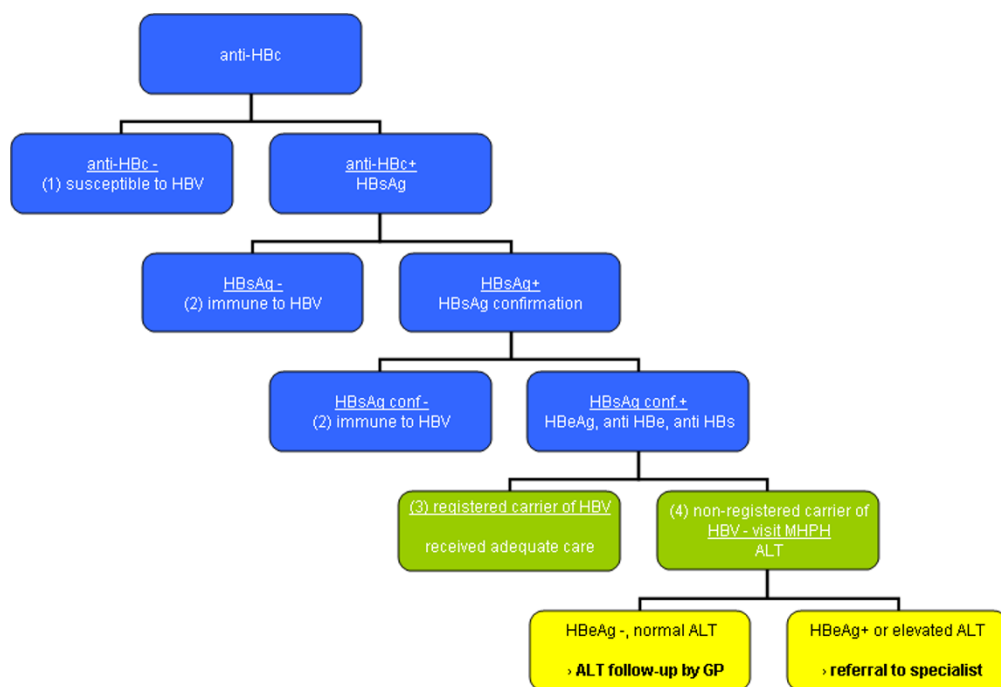 anti-HBc
anti-HBc -
(1) susceptible to HBV
anti-HBc+
HBsAg
HBsAg -
(2) immune to HBV
HBsAg+
HBsAg confirmation
HBsAg conf -
(2) immune to HBV
HBsAg conf.+
HBeAg, anti HBe, anti HBs
(3) registered carrier of HBV
received adequate care
(4) non-registered carrier of
HBV - visit MHPH
ALT
HBeAg -, normal ALT
› ALT follow-up by GP
HBeAg+ or elevated ALT
› referral to specialist